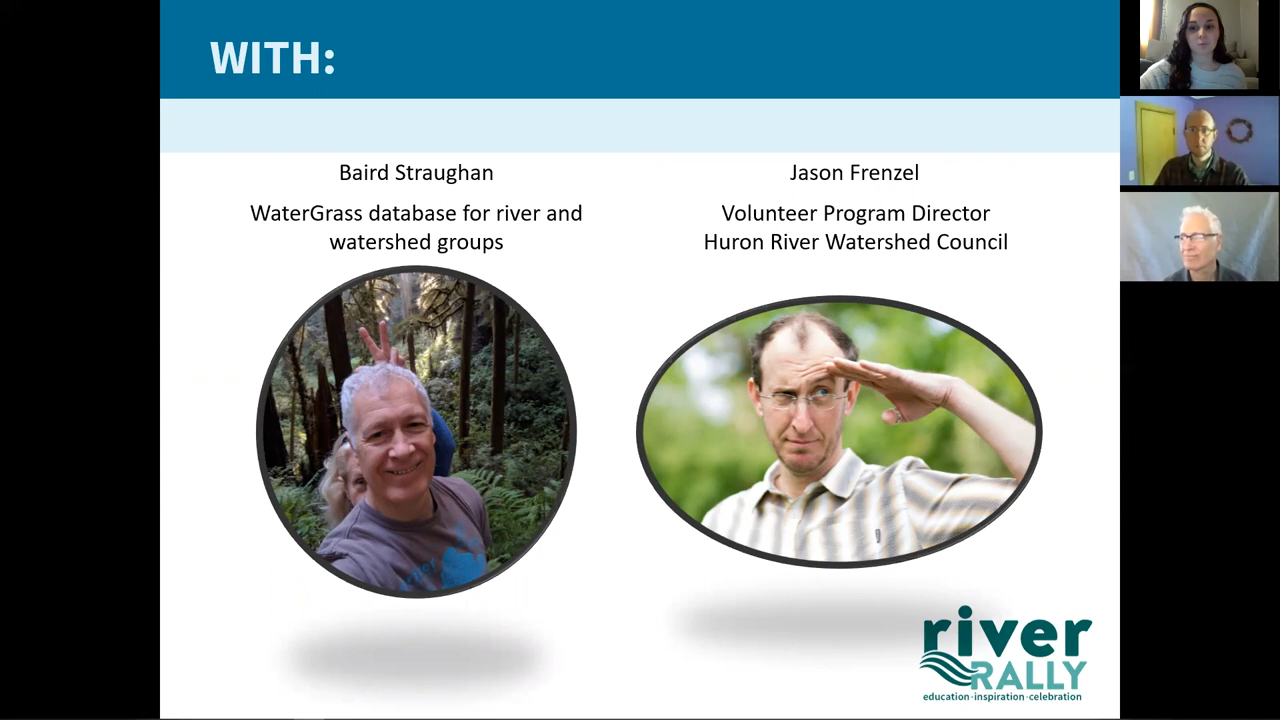 WITH:
Baird Straughan
WaterGrass database for river and
watershed groups
Jason Frenzel
Volunteer Program Director
Huron River Watershed Council
river
RALLY
education·inspiration·celebration